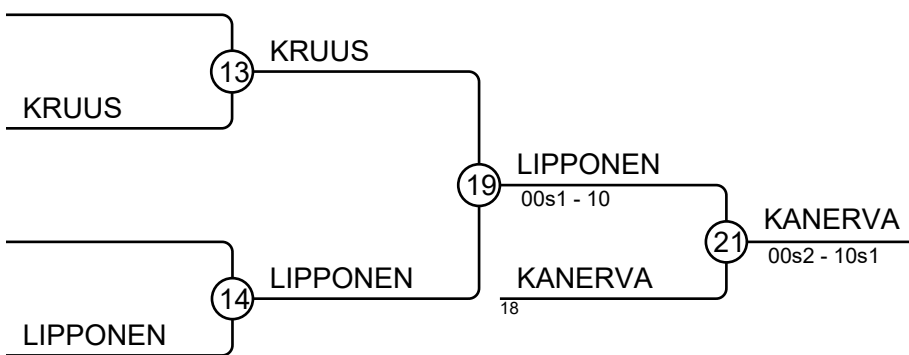 KRUUS
13
KRUUS
LIPPONEN
19
00s1 - 10
KANERVA
21
00s2 - 10s1
KANERVA
18
LIPPONEN
14
LIPPONEN